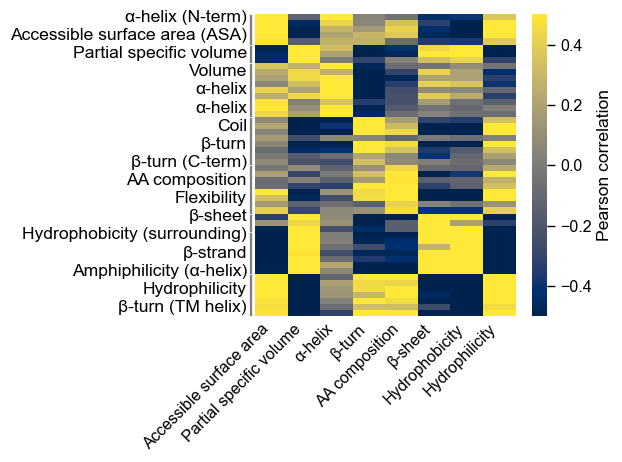 α-helix (N-term)
Accessible surface area (ASA)
Partial specific volume
Volume
α-helix
α-helix
Coil
β-turn
β-turn (C-term)
AA composition
Flexibility
β-sheet
Hydrophobicity (surrounding)
β-strand
Amphiphilicity (α-helix)
Hydrophilicity
β-turn (TM helix)
Accessible surface area
Partial specific volume
α-helix
β-turn
AA composition
β-sheet
Hydrophobicity
Hydrophilicity
0.4
0.2
0.0
−0.2
−0.4
Pearson correlation